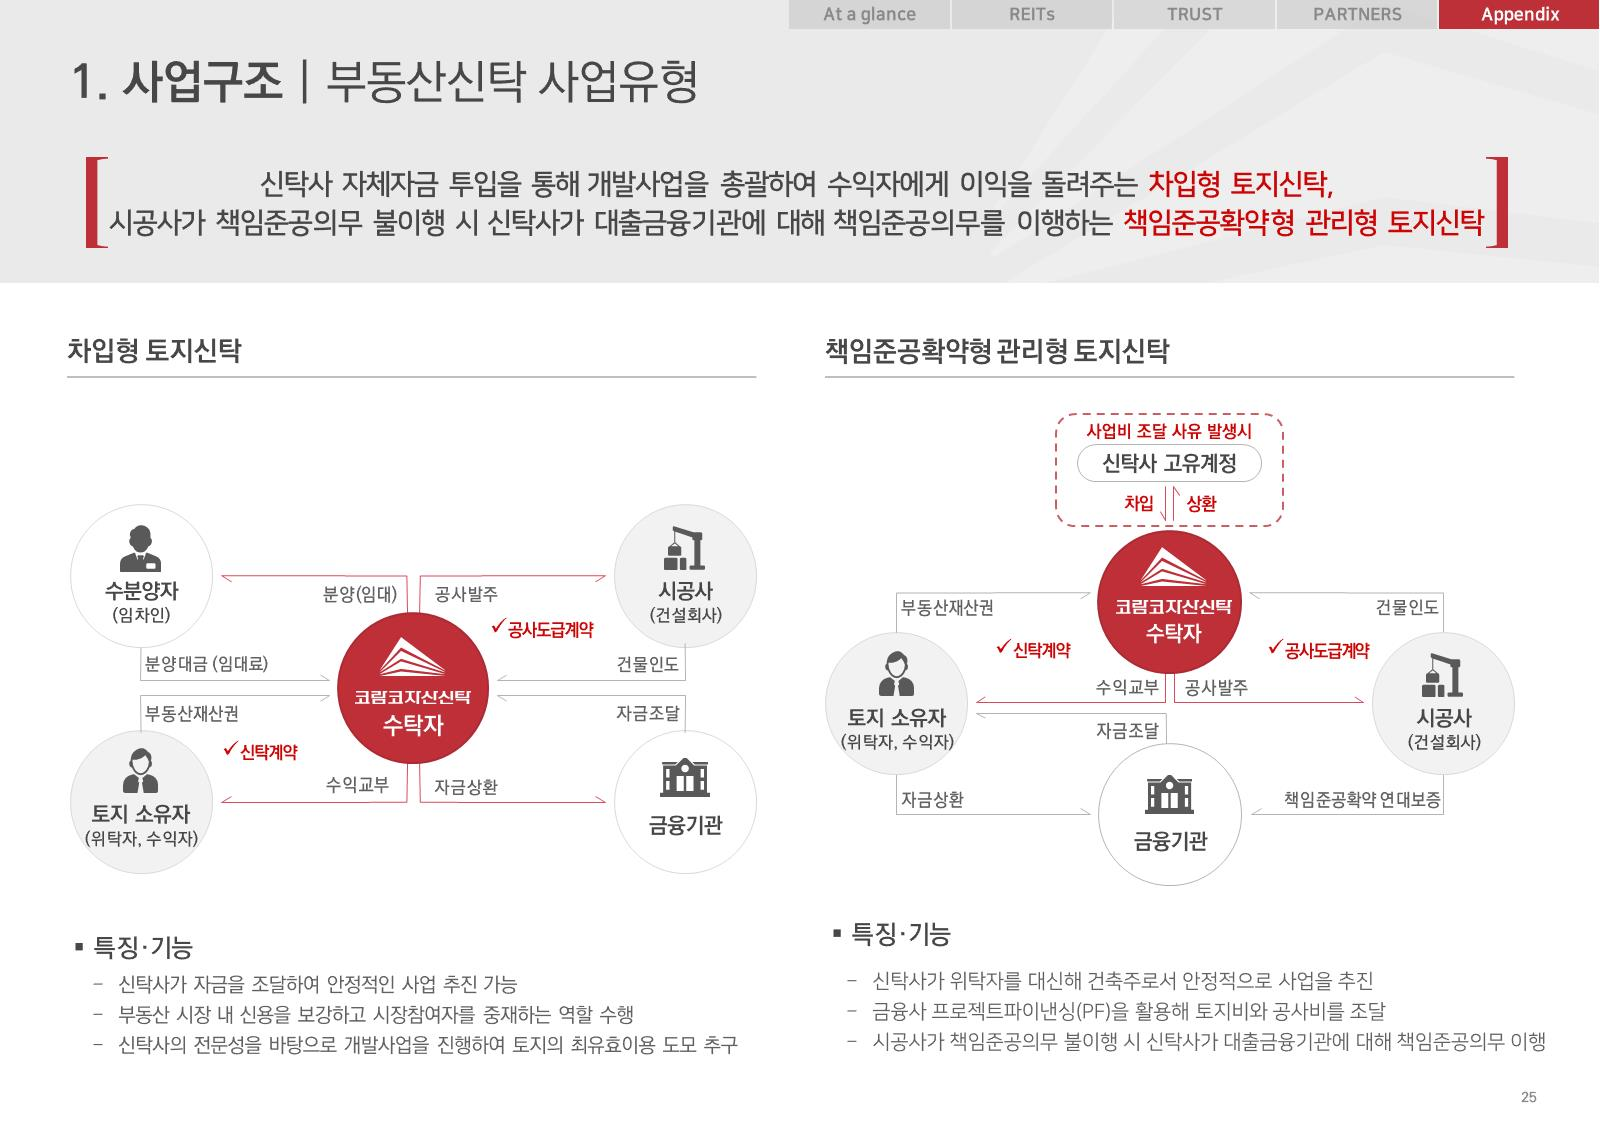 At a glance
REITs
TRUST
PARTNERS
Appendix
1. 사업구조 | 부동산신탁 사업유형
신탁사 자체자금 투입을 통해 개발사업을 총괄하여 수익자에게 이익을 돌려주는 차입형 토지신탁,
시공사가 책임준공의무 불이행 시 신탁사가 대출금융기관에 대해 책임준공의무를 이행하는 책임준공확약형 관리형 토지신탁
차입형 토지신탁
수분양자
(임차인)
시공사
(건설회사)
분양(임대)
공사발주
✓공사도급계약
분양대금 (임대료)
건물인도
코람코자산신탁
수탁자
부동산재산권
자금조달
✓신탁계약
수익교부
자금상환
토지 소유자
(위탁자, 수익자)
금융기관
▪ 특징·기능
– 신탁사가 자금을 조달하여 안정적인 사업 추진 가능
– 부동산 시장 내 신용을 보강하고 시장참여자를 중재하는 역할 수행
– 신탁사의 전문성을 바탕으로 개발사업을 진행하여 토지의 최유효이용 도모 추구
책임준공확약형 관리형 토지신탁
사업비 조달 사유 발생시
신탁사 고유계정
차입
상환
코람코자산신탁
수탁자
부동산재산권
건물인도
✓신탁계약
✓공사도급계약
수익교부
공사발주
토지 소유자
(위탁자, 수익자)
시공사
(건설회사)
자금조달
자금상환
책임준공확약 연대보증
금융기관
▪ 특징·기능
– 신탁사가 위탁자를 대신해 건축주로서 안정적으로 사업을 추진
– 금융사 프로젝트파이낸싱(PF)을 활용해 토지비와 공사비를 조달
– 시공사가 책임준공의무 불이행 시 신탁사가 대출금융기관에 대해 책임준공의무 이행
25